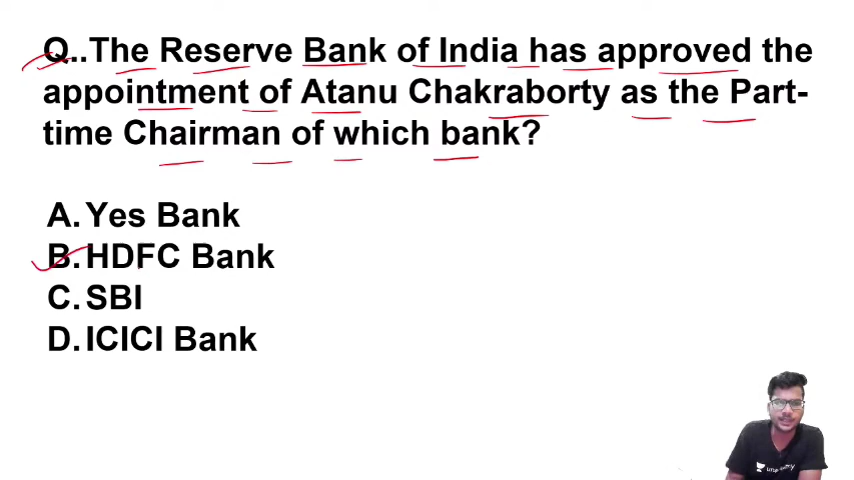 Q..The Reserve Bank of India has approved the
appointment of Atanu Chakraborty as the Part-
time Chairman of which bank?
A. Yes Bank
B. HDFC Bank
C. SBI
D. ICICI Bank